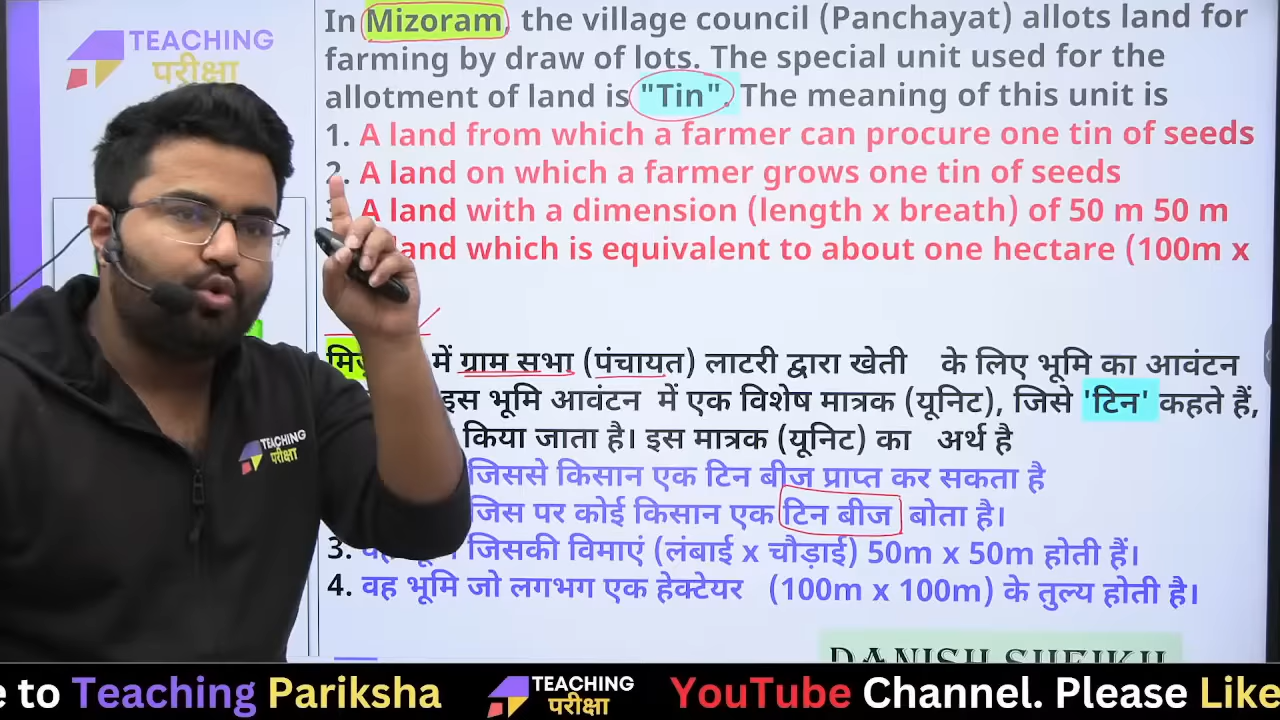 TEACHING
परीक्षा
In Mizoram, the village council (Panchayat) allots land for
farming by draw of lots. The special unit used for the
allotment of land is "Tin". The meaning of this unit is
1. A land from which a farmer can procure one tin of seeds
2. A land on which a farmer grows one tin of seeds
3. A land with a dimension (length x breath) of 50 m 50 m
land which is equivalent to about one hectare (100m x
में ग्राम सभा (पंचायत) लाटरी द्वारा खेती के लिए भूमि का आवंटन
इस भूमि आवंटन में एक विशेष मात्रक (यूनिट), जिसे 'टिन' कहते हैं,
किया जाता है। इस मात्रक (यूनिट) का अर्थ है
जिससे किसान एक टिन बीज प्राप्त कर सकता है
जिस पर कोई किसान एक टिन बीज बोता है।
3. जिसकी विमाएं (लंबाई x चौड़ाई) 50m x 50m होती हैं।
4. वह भूमि जो लगभग एक हेक्टेयर (100m x 100m) के तुल्य होती है।
TEACHING
परीक्षा
DANISH SHEIKH
e to Teaching Pariksha
TEACHING
परीक्षा
YouTube Channel. Please Like